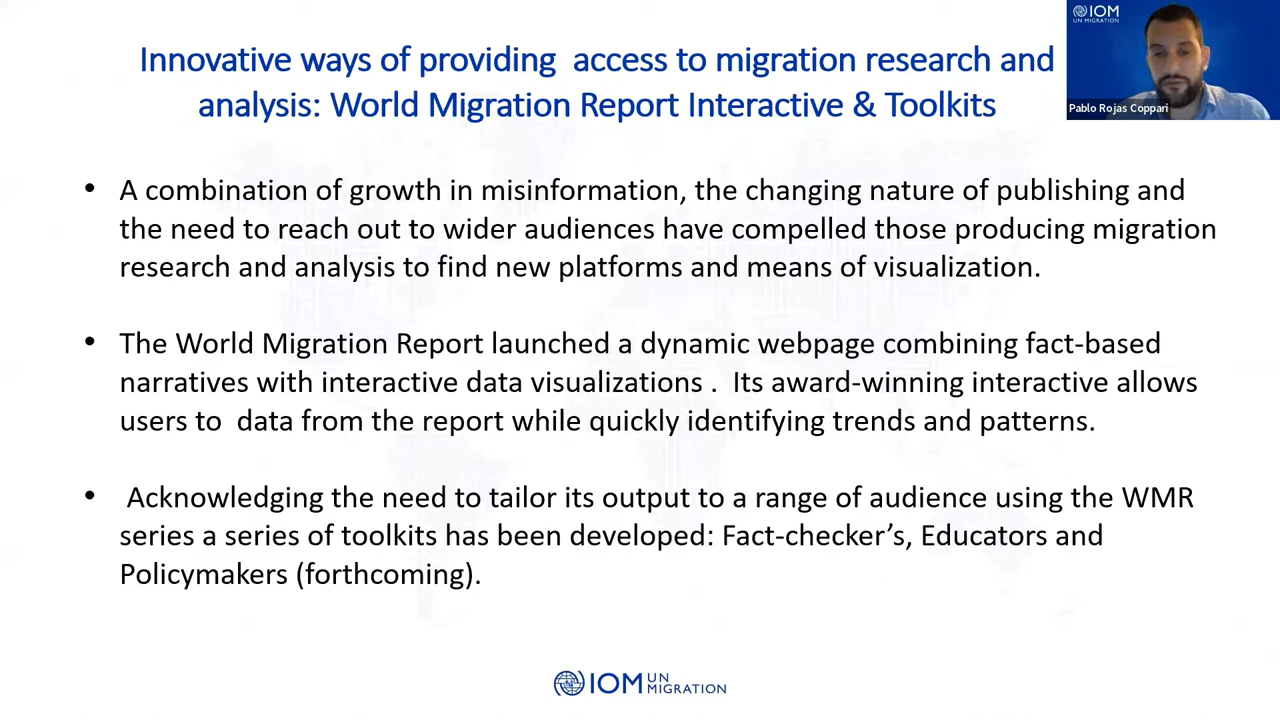 Innovative ways of providing  access to migration research and
analysis: World Migration Report Interactive & Toolkits
IOM
UN MIGRATION
Pablo Rojas Coppari
• A combination of growth in misinformation, the changing nature of publishing and
the need to reach out to wider audiences have compelled those producing migration
research and analysis to find new platforms and means of visualization.
• The World Migration Report launched a dynamic webpage combining fact-based
narratives with interactive data visualizations .  Its award-winning interactive allows
users to  data from the report while quickly identifying trends and patterns.
• Acknowledging the need to tailor its output to a range of audience using the WMR
series a series of toolkits has been developed: Fact-checker’s, Educators and
Policymakers (forthcoming).
IOM UN
MIGRATION